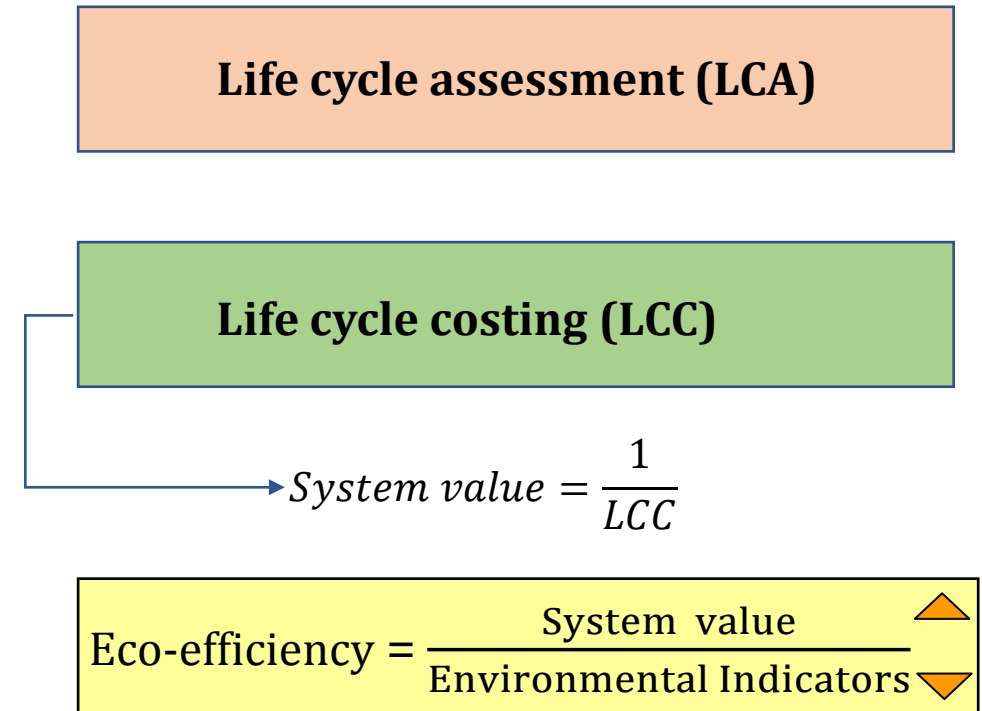 Life cycle assessment (LCA)
Life cycle costing (LCC)
System value = 1/LCC
Eco-efficiency = System value/Environmental Indicators